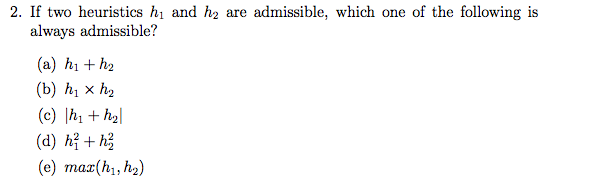 2. If two heuristics h₁ and h₂ are admissible, which one of the following is
always admissible?
(a) h₁ + h₂
(b) h₁ × h₂
(c) |h₁ + h₂|
(d) h₁² + h₂²
(e) max(h₁, h₂)